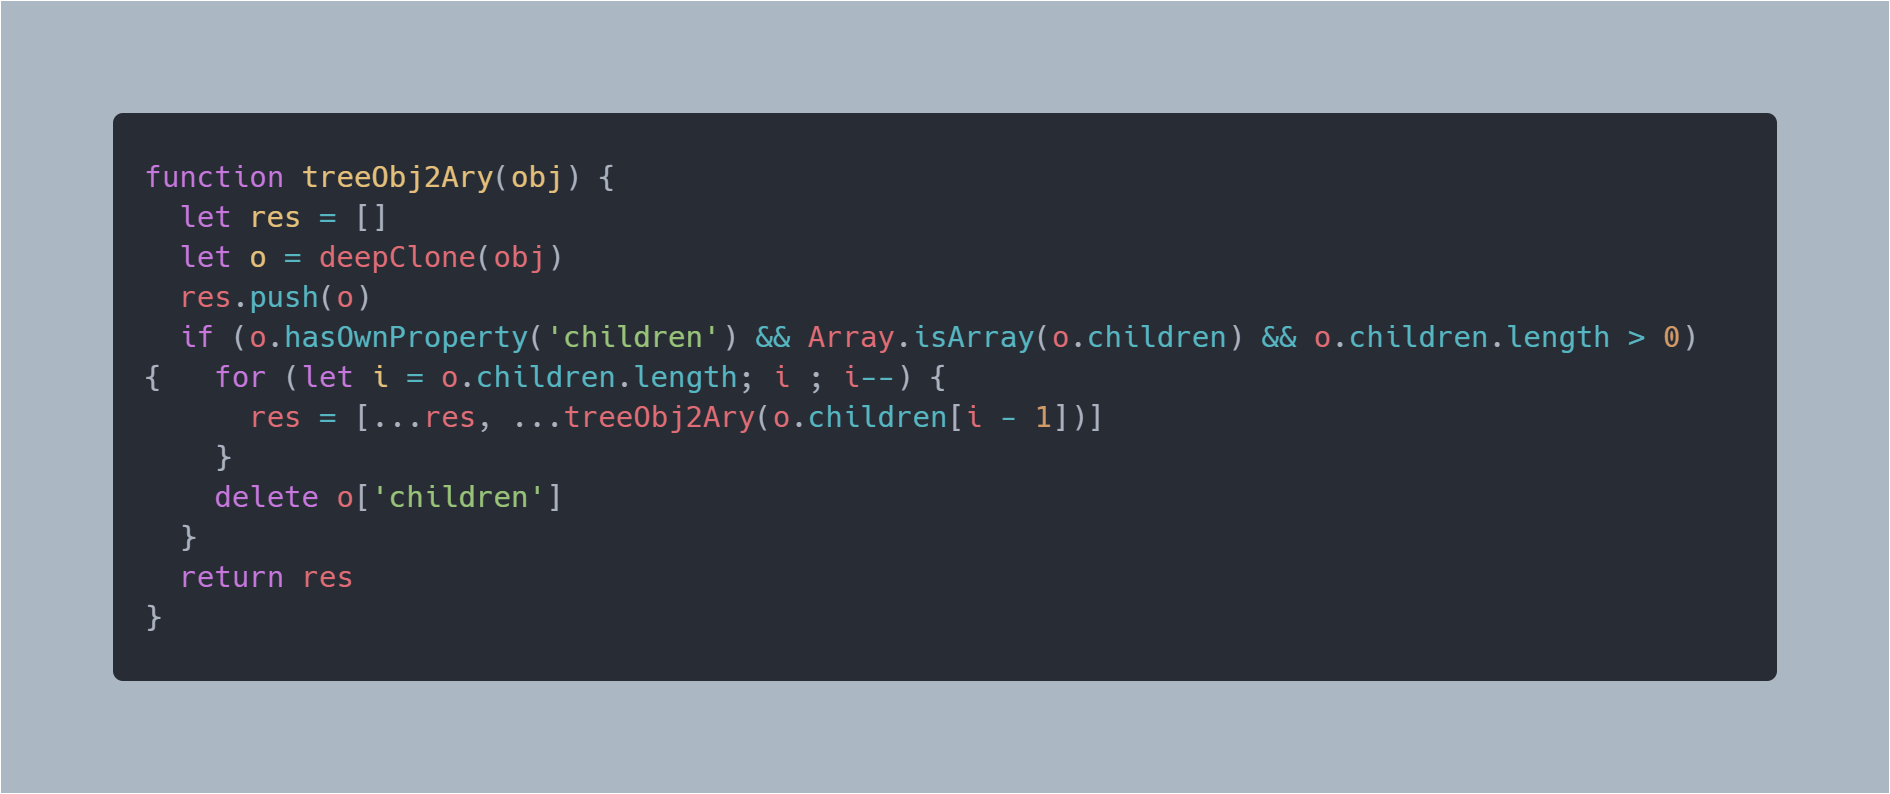 function treeObj2Ary(obj) {
  let res = []
  let o = deepClone(obj)
  res.push(o)
  if (o.hasOwnProperty('children') && Array.isArray(o.children) && o.children.length > 0)
{   for (let i = o.children.length; i ; i--) {
      res = [...res, ...treeObj2Ary(o.children[i - 1])]
    }
    delete o['children']
  }
  return res
}